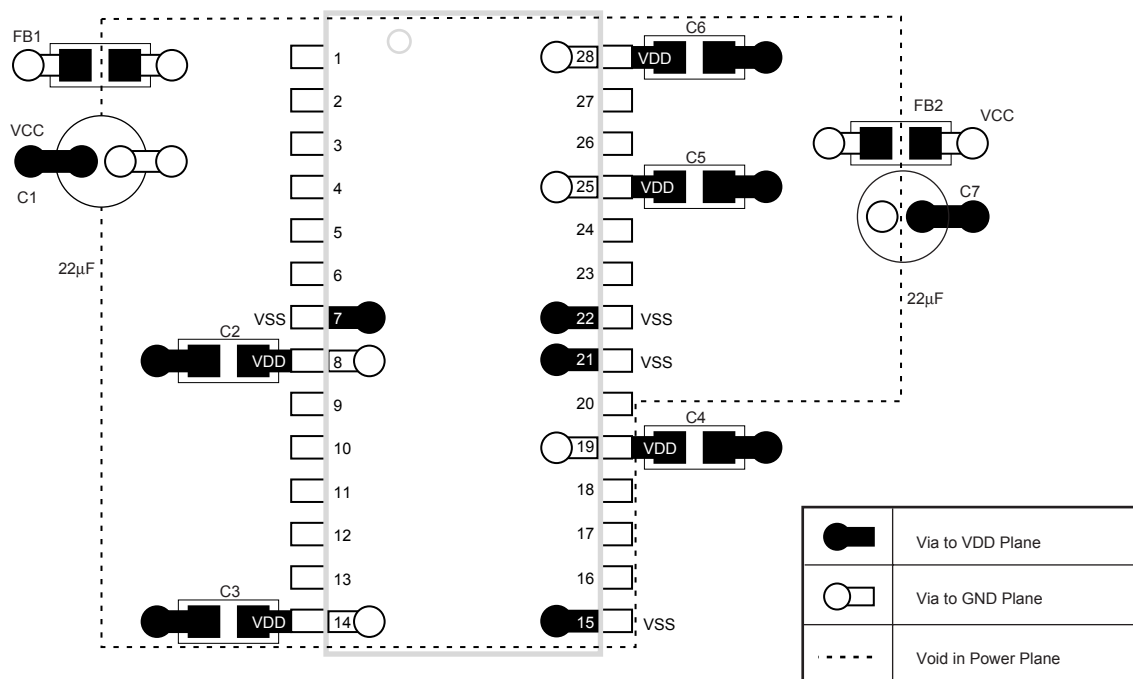 FB1
VCC
C1
22µF
1
2
3
4
5
6
VSS 7
C2
VDD 8
9
10
11
12
13
C3
VDD 14
C6
28 VDD
27
26
C5
25 VDD
24
23
22 VSS
21 VSS
20
C4
19 VDD
18
17
16
15 VSS
FB2
VCC
C7
22µF
Via to VDD Plane
Via to GND Plane
Void in Power Plane